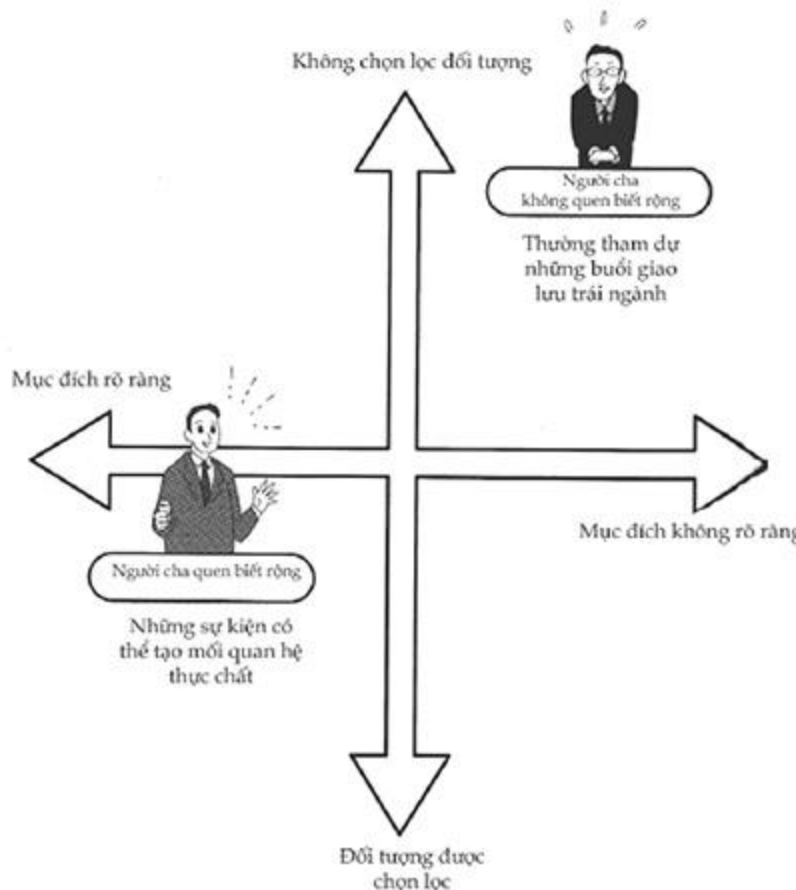 Không chọn lọc đối tượng
Người cha
không quen biết rộng
Thường tham dự
những buổi giao
lưu trái ngành
Mục đích rõ ràng
Mục đích không rõ ràng
Người cha quen biết rộng
Những sự kiện có
thể tạo mối quan hệ
thực chất
Đối tượng được
chọn lọc